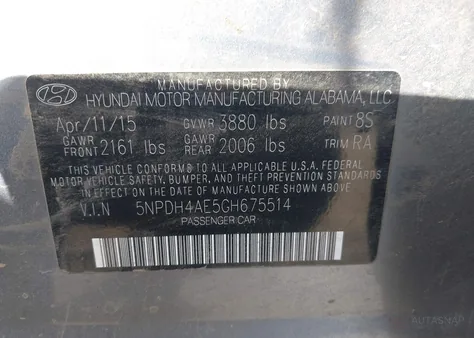 MANUFACTURED BY
HYUNDAI MOTOR MANUFACTURING ALABAMA, LLC
Apr/11/15 GVWR 3880 lbs PAINT 8S
GAWR FRONT 2161 lbs GAWR REAR 2006 lbs TRIM RA
THIS VEHICLE CONFORMS TO ALL APPLICABLE U.S.A. FEDERAL
MOTOR VEHICLE SAFETY, BUMPER, AND THEFT PREVENTION STANDARDS
IN EFFECT ON THE DATE OF MANUFACTURE SHOWN ABOVE.
V.I.N 5NPDH4AE5GH675514
PASSENGER CAR
AUTOSMAP